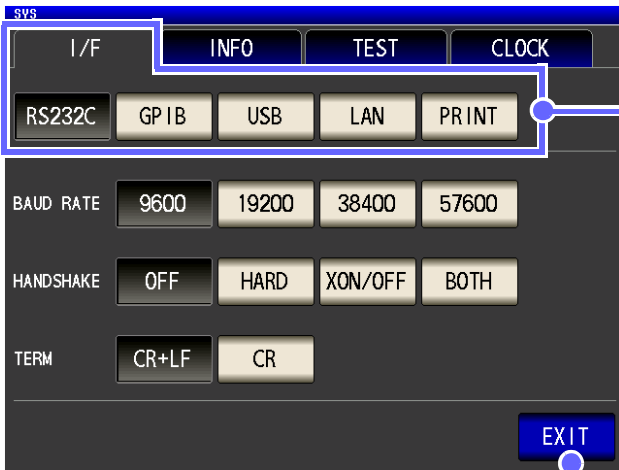 SYS
I/F INFO TEST CLOCK
RS232C GPIB USB LAN PRINT
BAUD RATE 9600 19200 38400 57600
HANDSHAKE OFF HARD XON/OFF BOTH
TERM CR+LF CR
EXIT